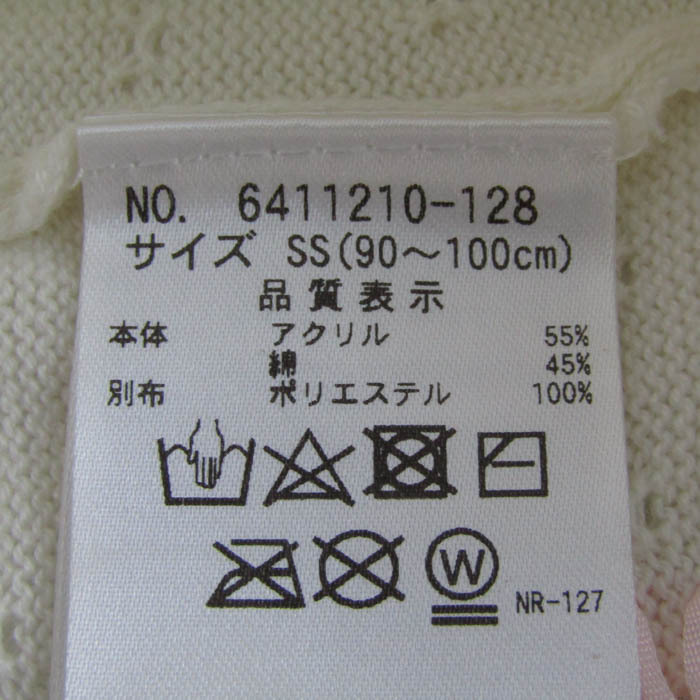 NO. 6411210-128
サイズ SS(90～100cm)
品質表示
本体 アクリル 55%
綿 45%
別布 ポリエステル 100%
W NR-127